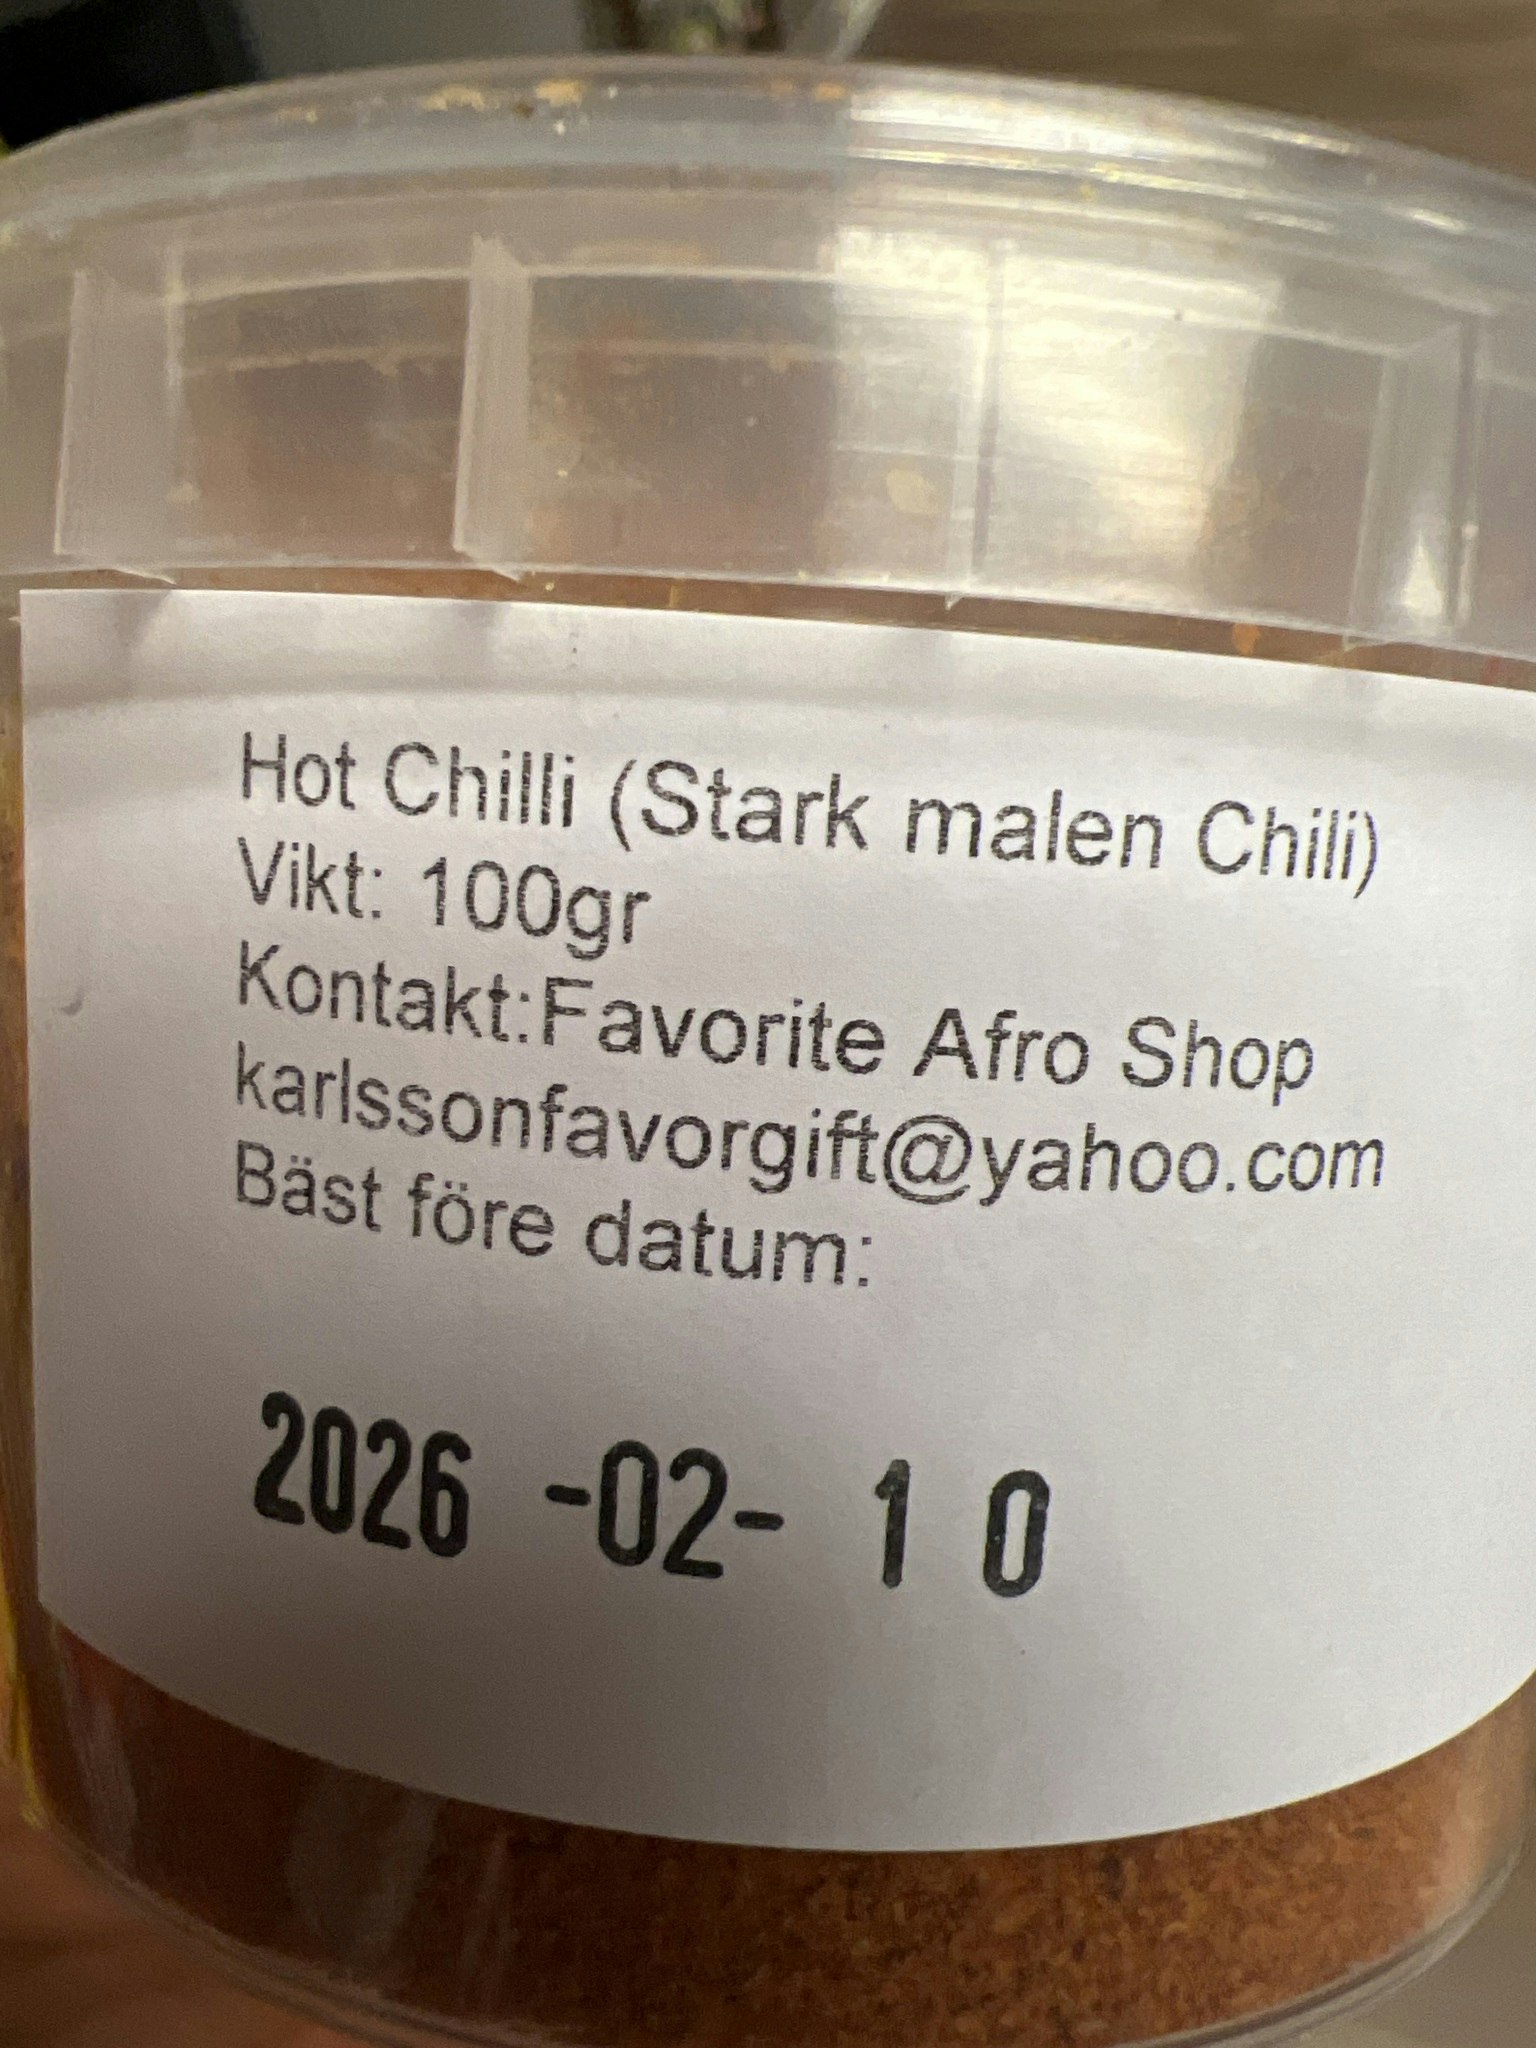 Hot Chilli (Stark malen Chili)
Vikt: 100gr
Kontakt:Favorite Afro Shop
karlssonfavorgift@yahoo.com
Bäst före datum:
2026 -02- 1 0